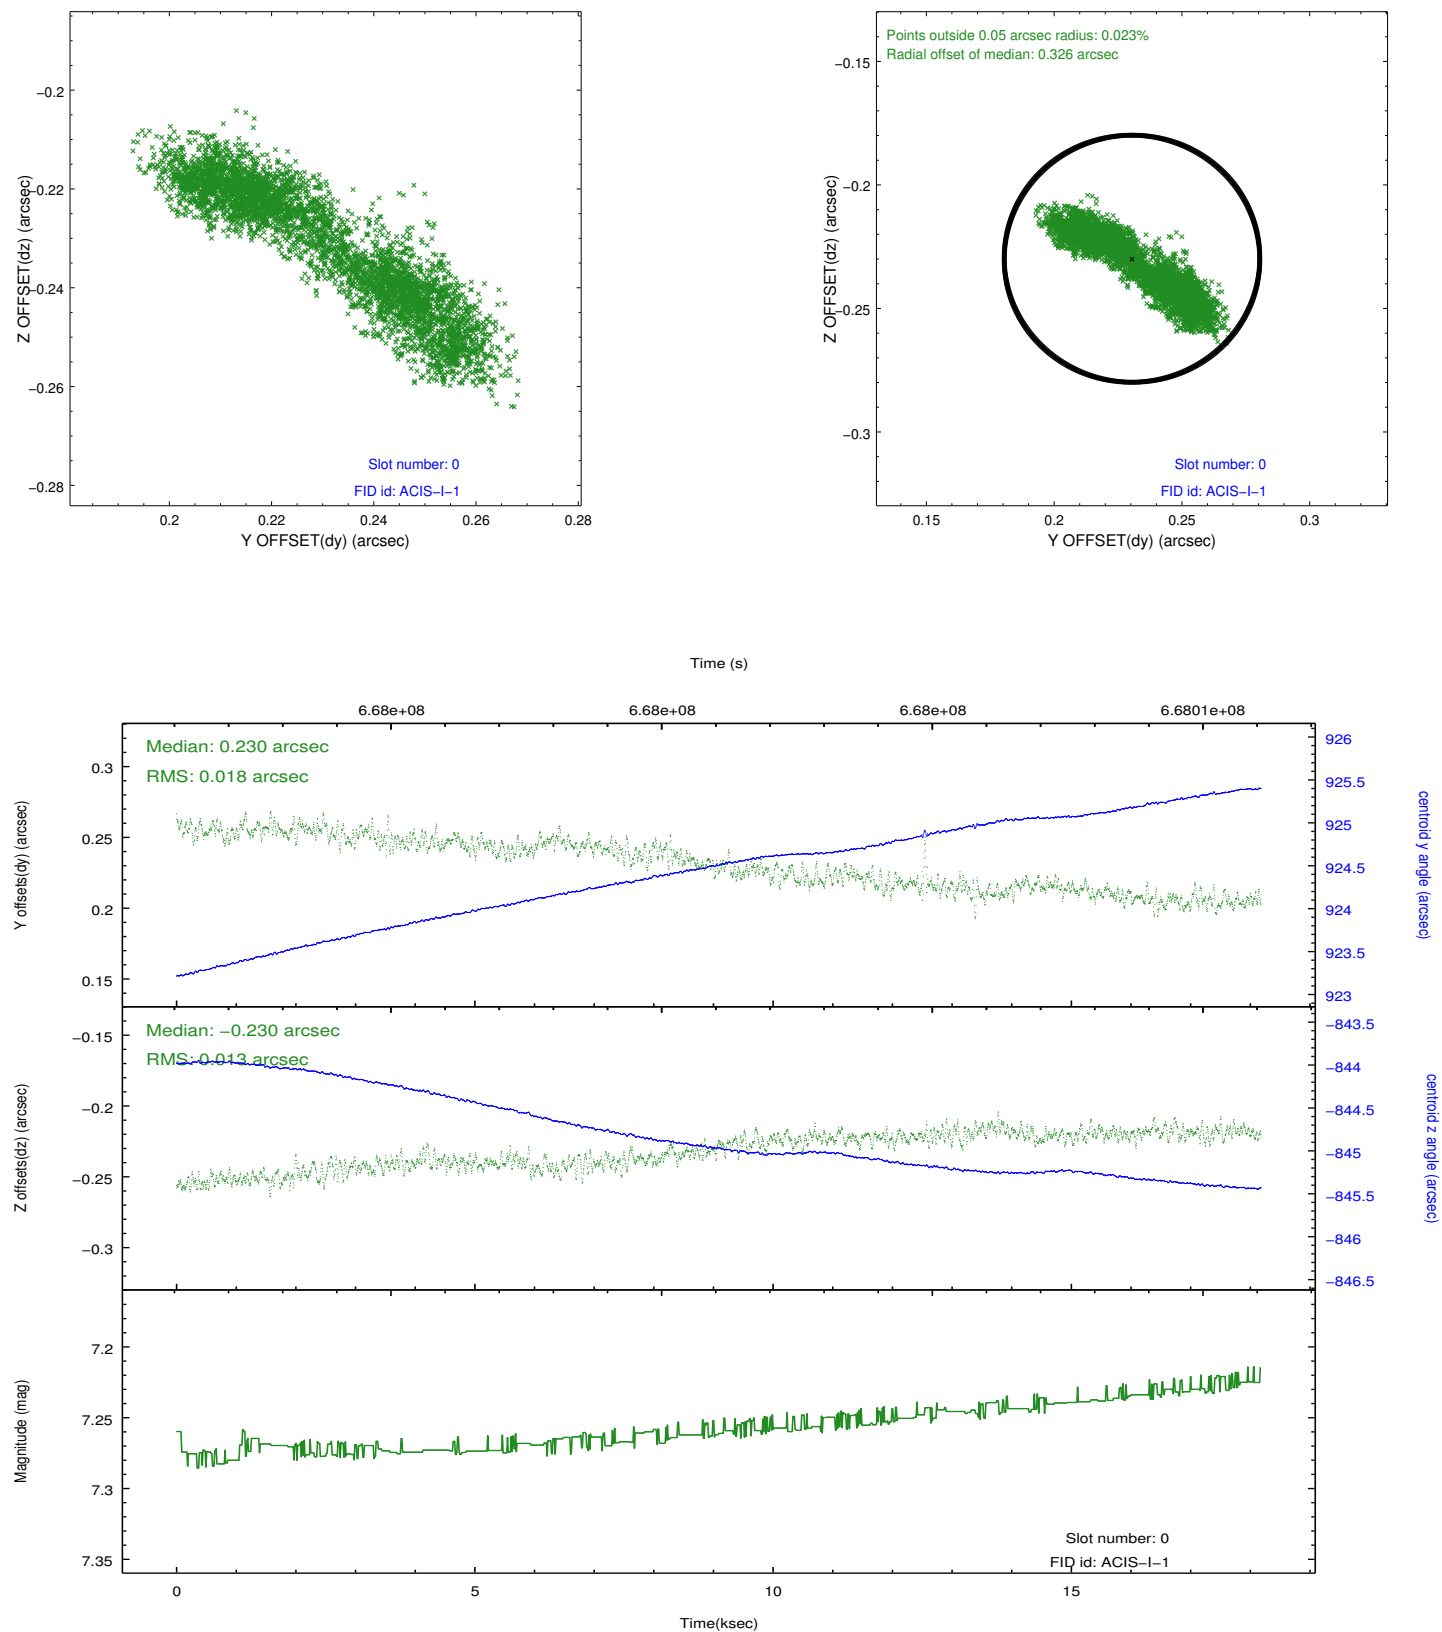 −0.2
−0.22
−0.24
−0.26
−0.28
Z OFFSET(dz) (arcsec)
Slot number: 0
FID id: ACIS−I−1
0.2 0.22 0.24 0.26 0.28
Y OFFSET(dy) (arcsec)
Points outside 0.05 arcsec radius: 0.023%
Radial offset of median: 0.326 arcsec
−0.15
−0.2
−0.25
−0.3
Z OFFSET(dz) (arcsec)
Slot number: 0
FID id: ACIS−I−1
0.15 0.2 0.25 0.3
Y OFFSET(dy) (arcsec)
Time (s)
6.68e+08 6.68e+08 6.68e+08 6.6801e+08
Median: 0.230 arcsec
RMS: 0.018 arcsec
0.3
0.25
0.2
0.15
Y offsets(dy) (arcsec)
926
925.5
925
924.5
924
923.5
923
centroid y angle (arcsec)
Median: −0.230 arcsec
RMS: 0.013 arcsec
−0.15
−0.2
−0.25
−0.3
Z offsets(dz) (arcsec)
−843.5
−844
−844.5
−845
−845.5
−846
−846.5
centroid z angle (arcsec)
7.2
7.25
7.3
7.35
Magnitude (mag)
Slot number: 0
FID id: ACIS−I−1
0 5 10 15
Time(ksec)